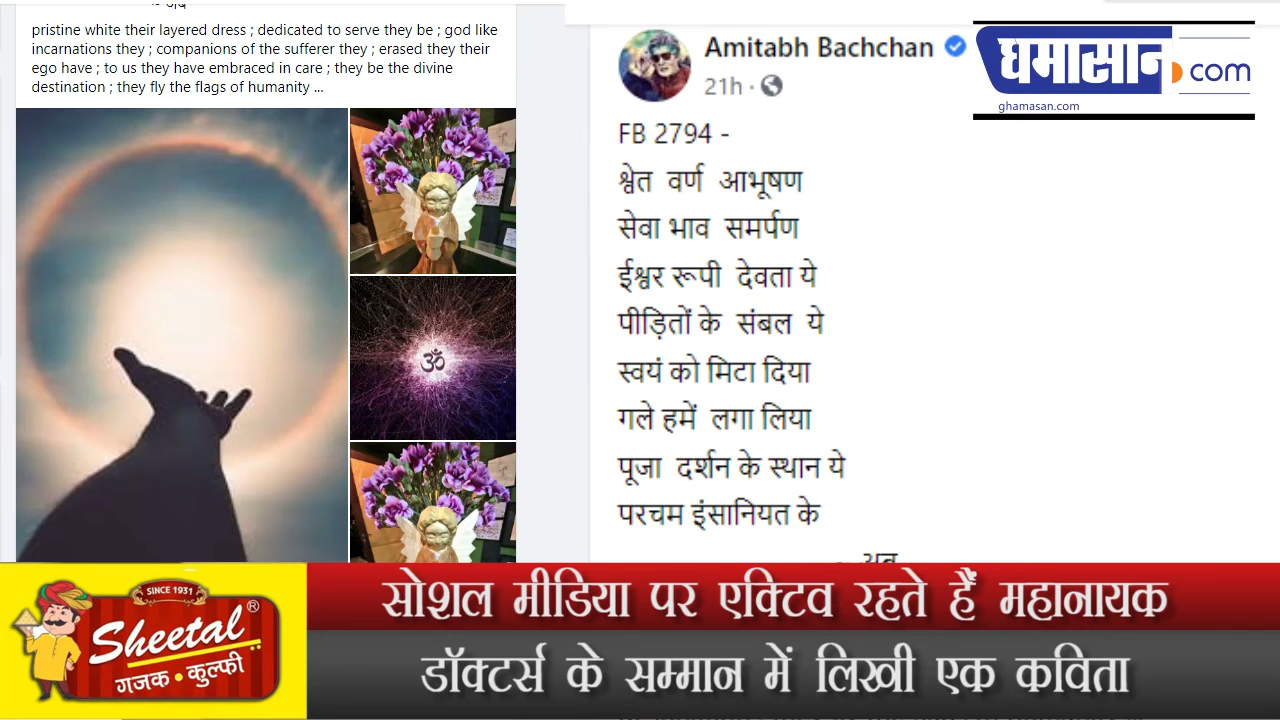 pristine white their layered dress ; dedicated to serve they be ; god like
incarnations they ; companions of the sufferer they ; erased they their
ego have ; to us they have embraced in care ; they be the divine
destination ; they fly the flags of humanity ...
ॐ
Amitabh Bachchan
21h ·
FB 2794 -
श्वेत वर्ण आभूषण
सेवा भाव समर्पण
ईश्वर रूपी देवता ये
पीड़ितों के संबल ये
स्वयं को मिटा दिया
गले हमें लगा लिया
पूजा दर्शन के स्थान ये
परचम इंसानियत के
घमासान.com
ghamasan.com
SINCE 1931
Sheetal®
गजक • कुल्फी
सोशल मीडिया पर एक्टिव रहते हैं महानायक
डॉक्टर्स के सम्मान में लिखी एक कविता